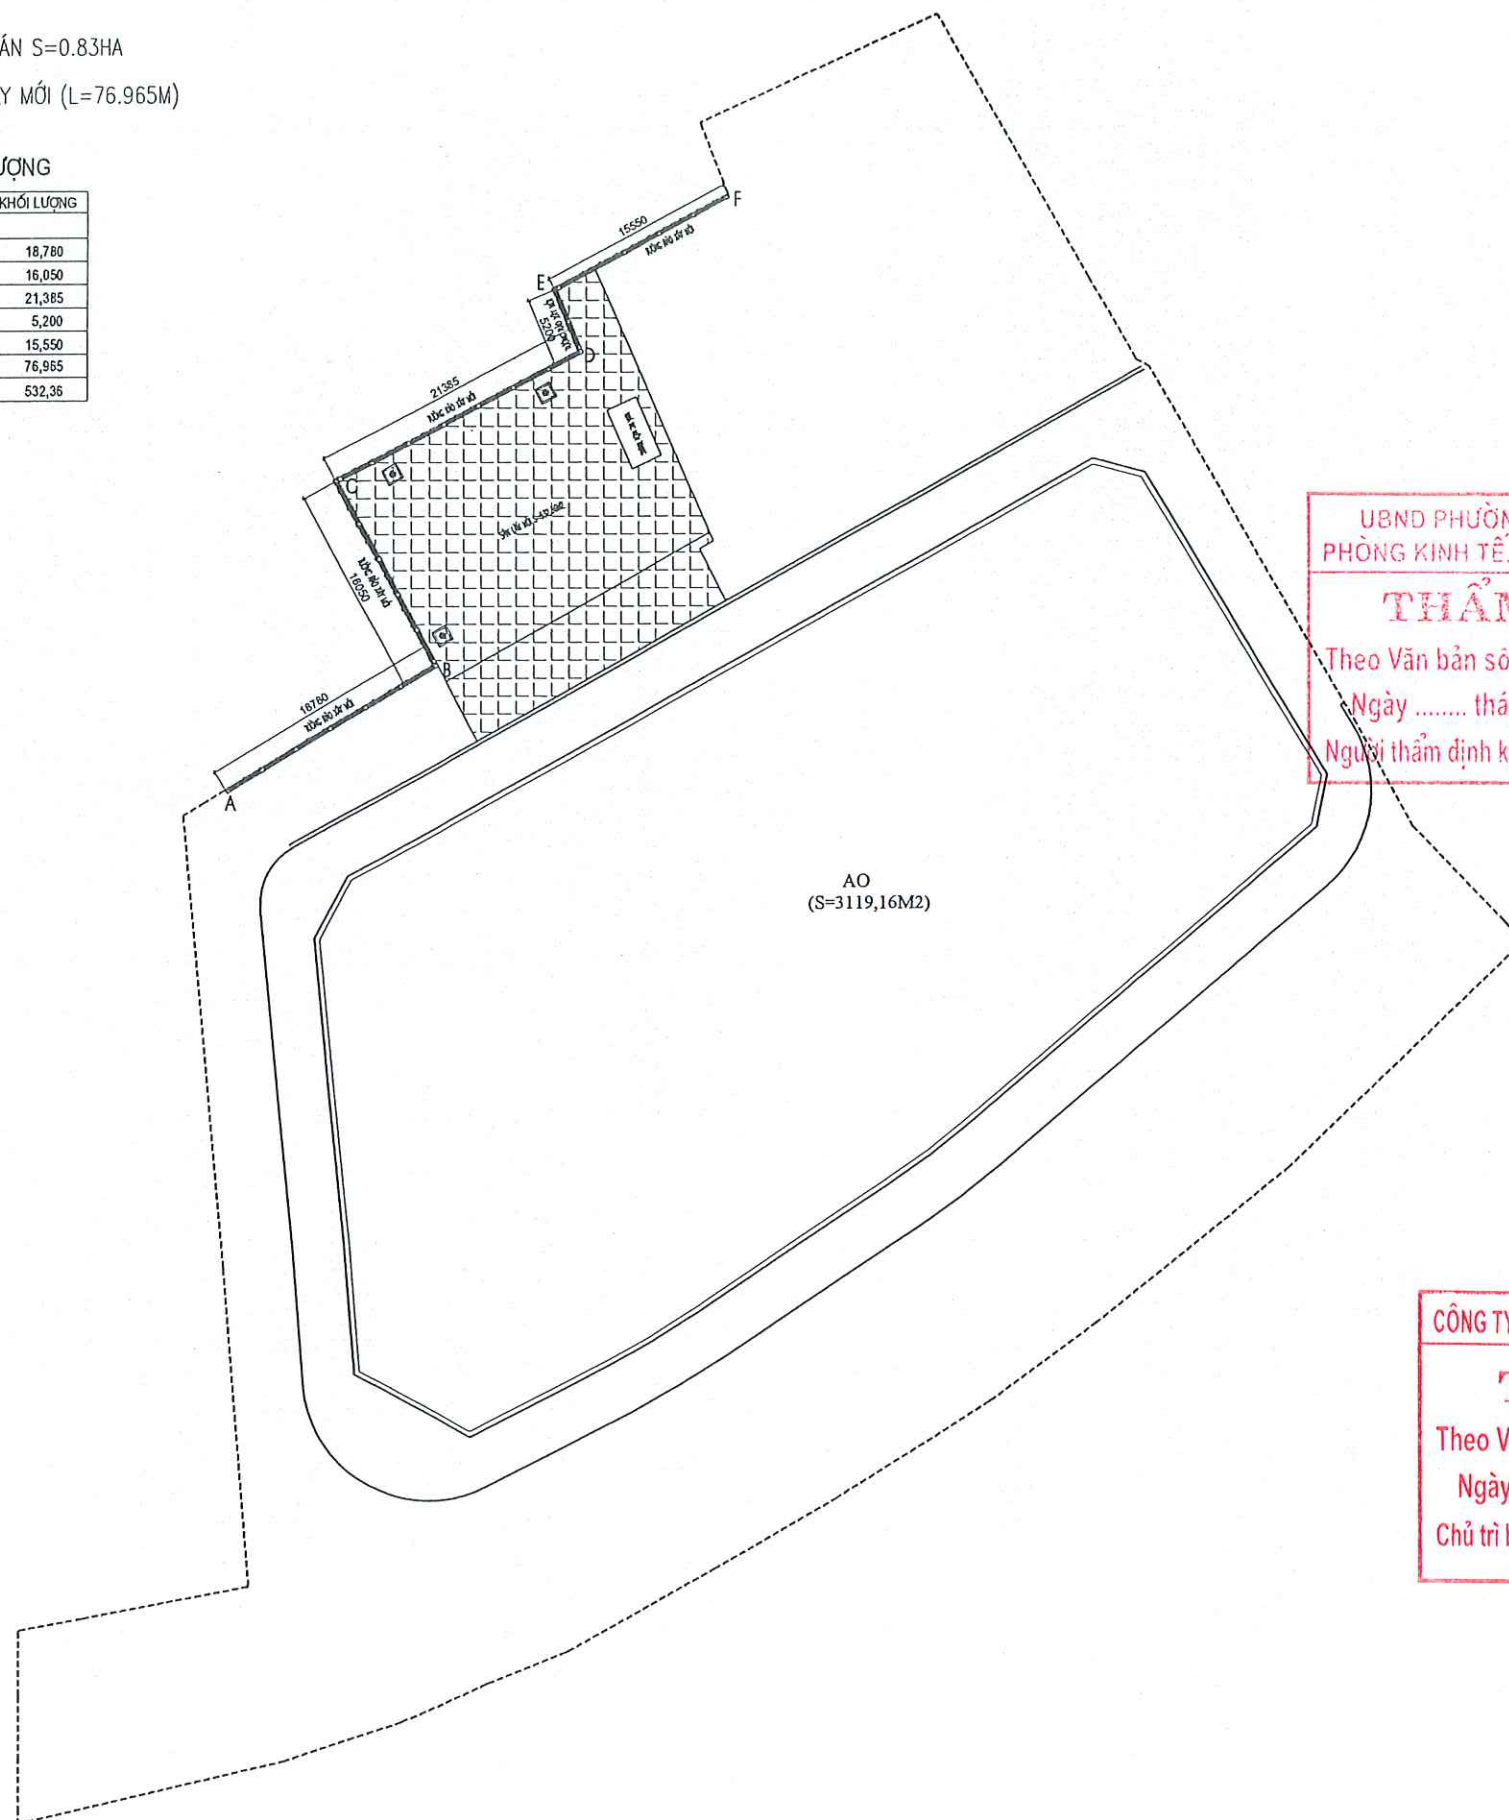 ÁN S=0.83HA
Y MỚI (L=76.965M)
ƯỢNG
KHỐI LƯỢNG
18,780
16,050
21,385
5,200
15,550
76,965
532,36
F
15550
E
5200
D
21385
C
16050
B
18780
A
AO
(S=3119,16M2)
UBND PHƯỜN
PHÒNG KINH TẾ,
THẨM
Theo Văn bản số
Ngày ........ thá
Người thẩm định k
CÔNG TY
T
Theo V
Ngày
Chủ trì